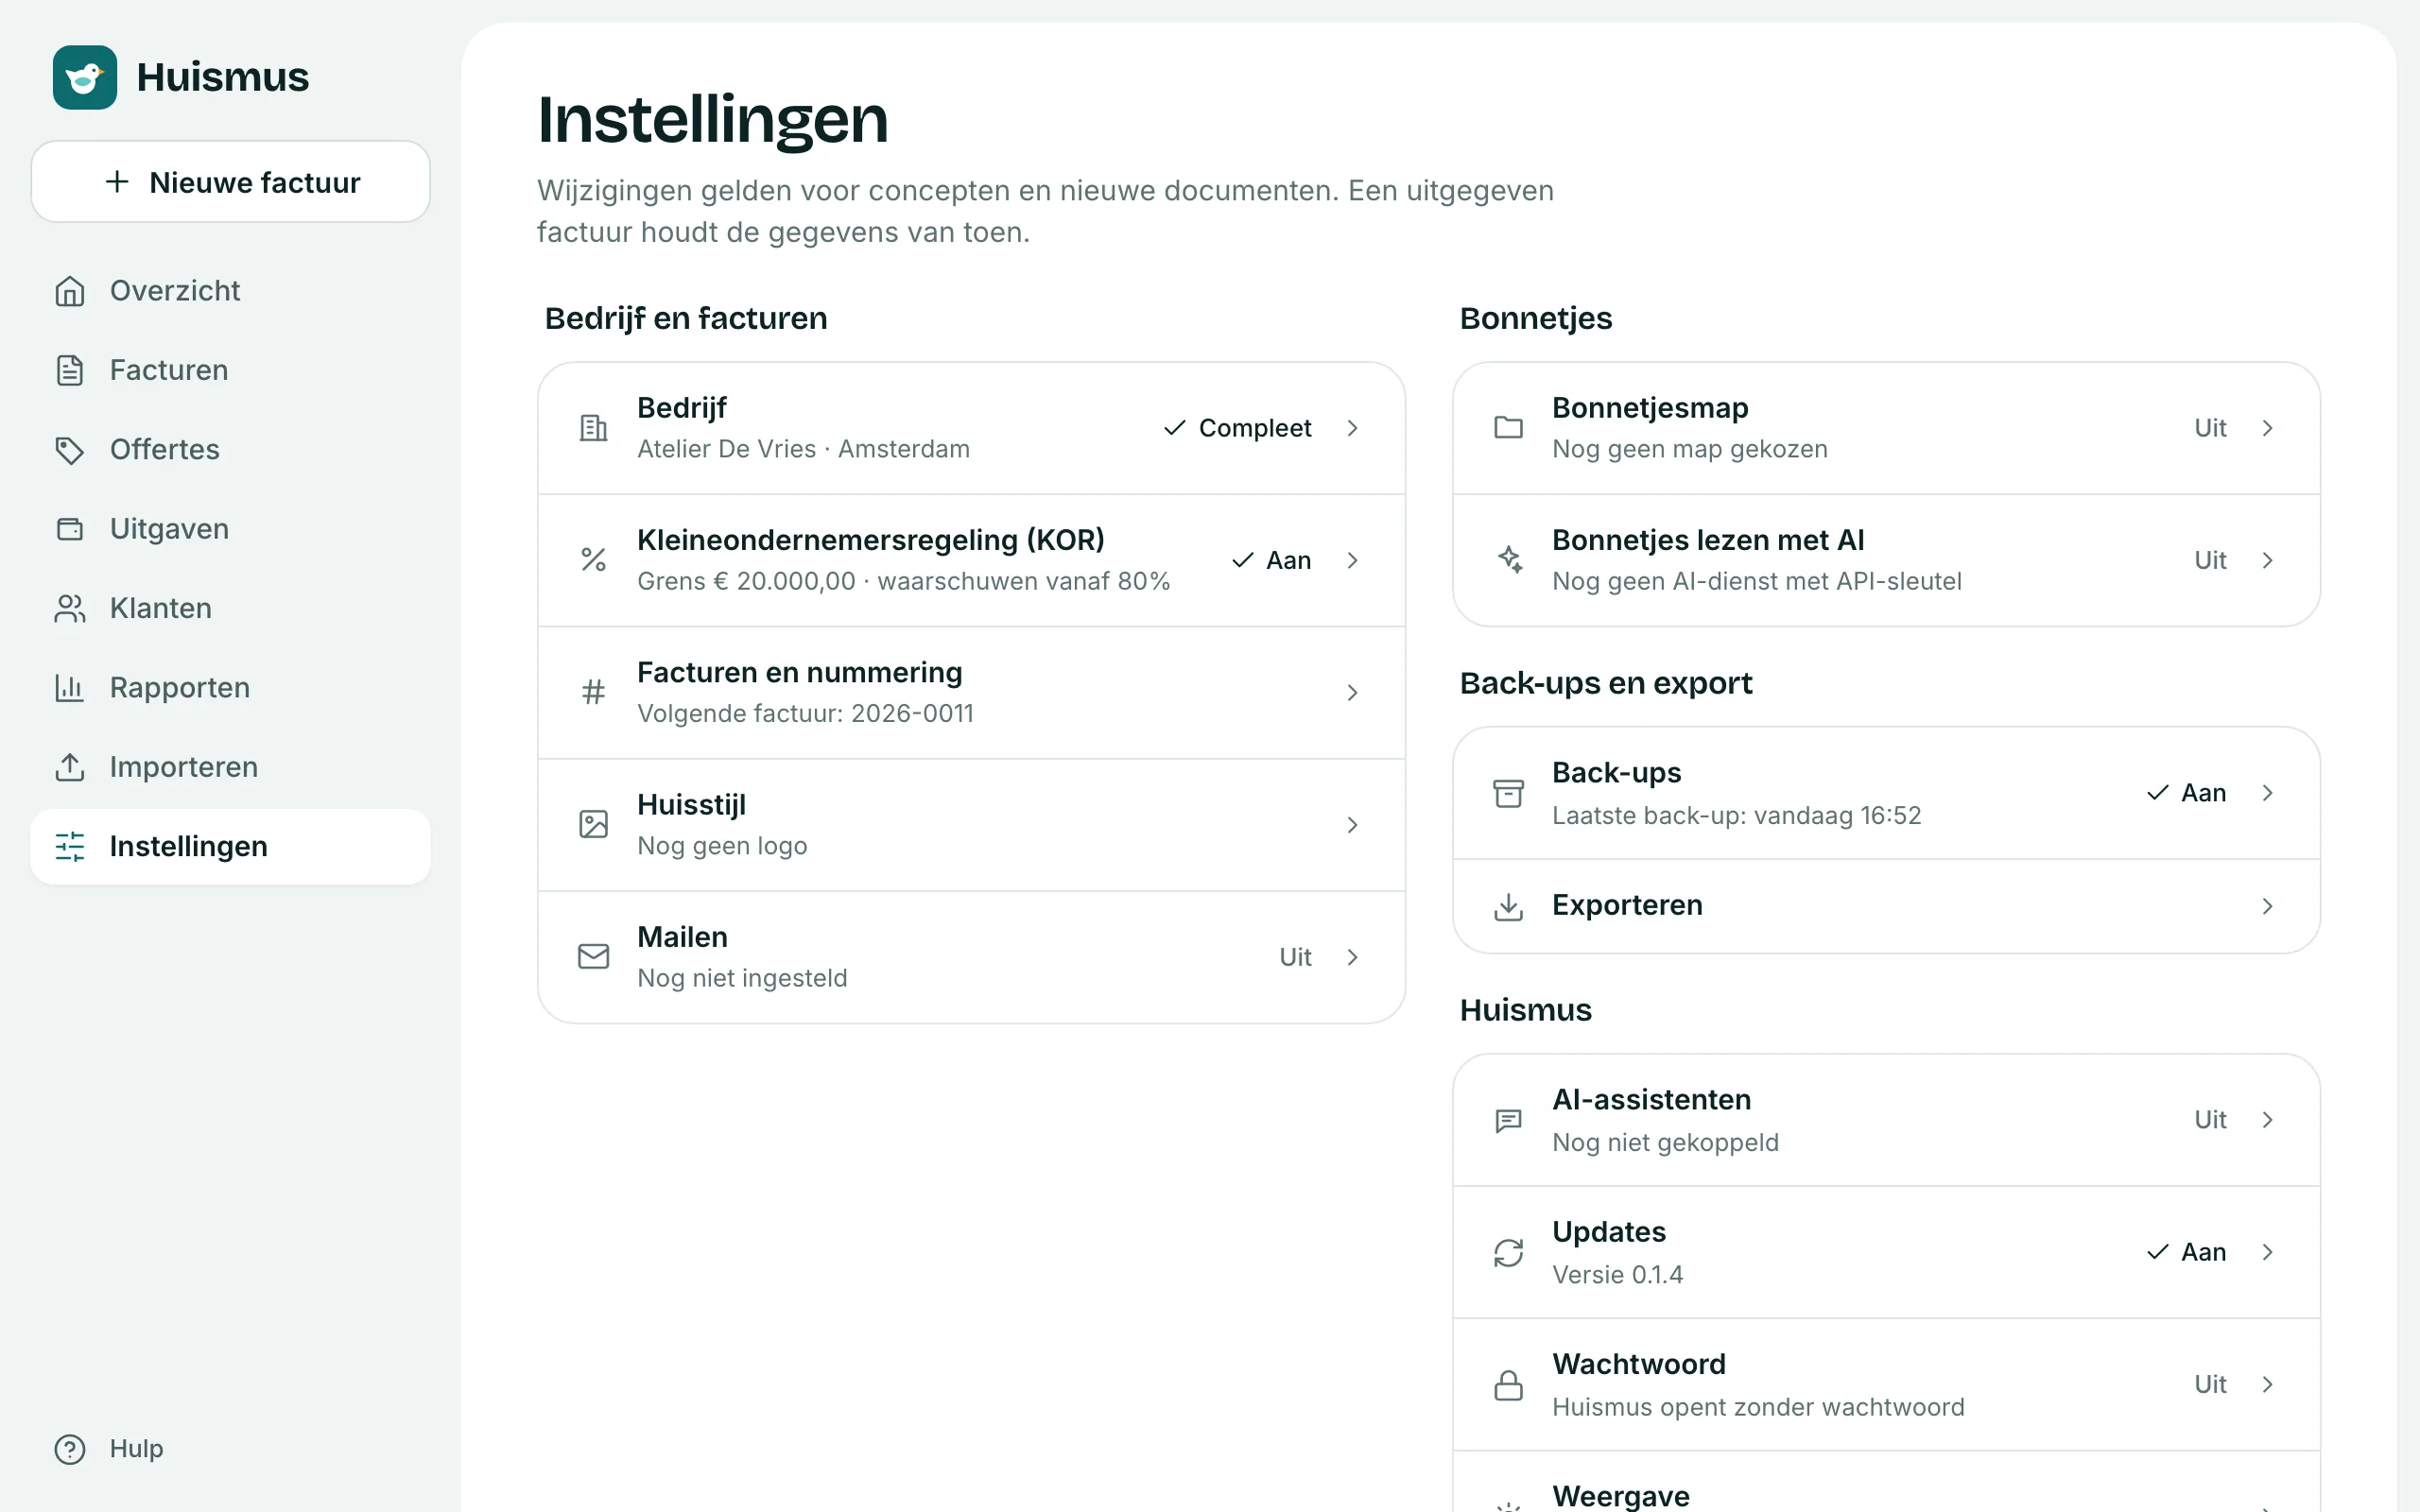 Huismus
Nieuwe factuur
Overzicht
Facturen
Offertes
Uitgaven
Klanten
Rapporten
Importeren
Instellingen
Hulp
Instellingen
Wijzigingen gelden voor concepten en nieuwe documenten. Een uitgegeven
factuur houdt de gegevens van toen.
Bedrijf en facturen
Bedrijf
Atelier De Vries · Amsterdam
Compleet
Kleineondernemersregeling (KOR)
Grens € 20.000,00 · waarschuwen vanaf 80%
Aan
Facturen en nummering
Volgende factuur: 2026-0011
Huisstijl
Nog geen logo
Mailen
Nog niet ingesteld
Uit
Bonnetjes
Bonnetjesmap
Nog geen map gekozen
Uit
Bonnetjes lezen met AI
Nog geen AI-dienst met API-sleutel
Uit
Back-ups en export
Back-ups
Laatste back-up: vandaag 16:52
Aan
Exporteren
Huismus
AI-assistenten
Nog niet gekoppeld
Uit
Updates
Versie 0.1.4
Aan
Wachtwoord
Huismus opent zonder wachtwoord
Uit
Weergave